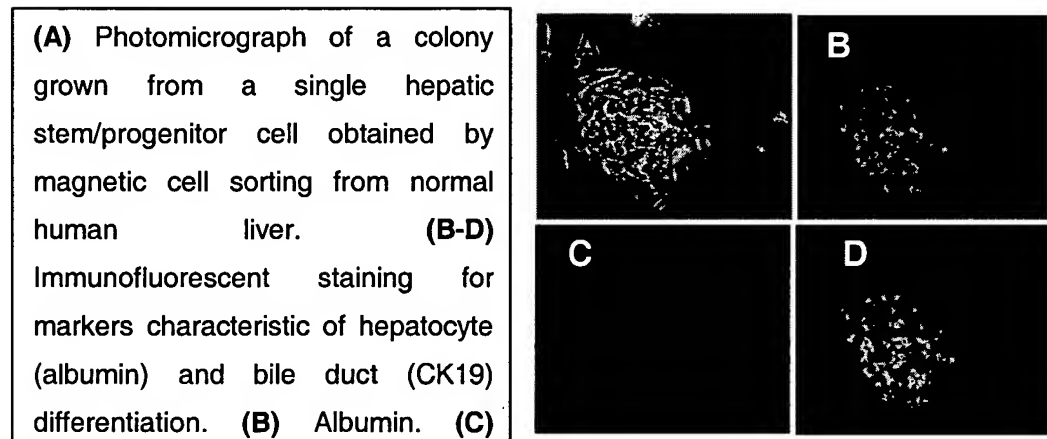 (A) Photomicrograph of a colony
grown from a single hepatic
stem/progenitor cell obtained by
magnetic cell sorting from normal
human liver. (B-D)
Immunofluorescent staining for
markers characteristic of hepatocyte
(albumin) and bile duct (CK19)
differentiation. (B) Albumin. (C)
A
B
C
D